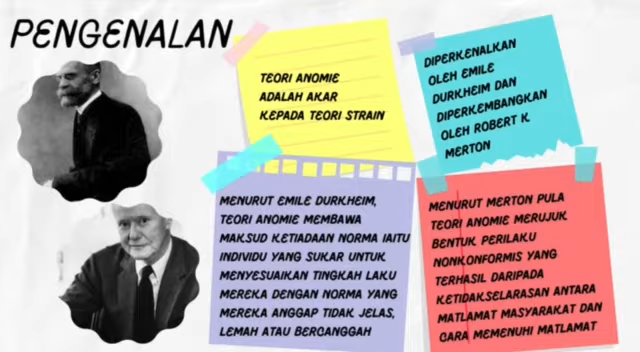 PENGENALAN
TEORI ANOMIE
ADALAH AKAR
KEPADA TEORI STRAIN
DIPERKENALKAN
OLEH EMILE
DURKHEIM DAN
DIPERKEMBANGKAN
OLEH ROBERT K
MERTON
MENURUT EMILE DURKHEIM,
TEORI ANOMIE MEMBAWA
MAKSUD KETIADAAN NORMA IAITU
INDIVIDU YANG SUKAR UNTUK
MENYESUAIKAN TINGKAH LAKU
MEREKA DENGAN NORMA YANG
MEREKA ANGGAP TIDAK JELAS,
LEMAH ATAU BERCANGGAH
MENURUT MERTON PULA
TEORI ANOMIE MERUJUK
BENTUK PERILAKU
NONKONFORMIS YANG
TERHASIL DARIPADA
KETIDAKSELARASAN ANTARA
MATLAMAT MASYARAKAT DAN
CARA MEMENUHI MATLAMAT